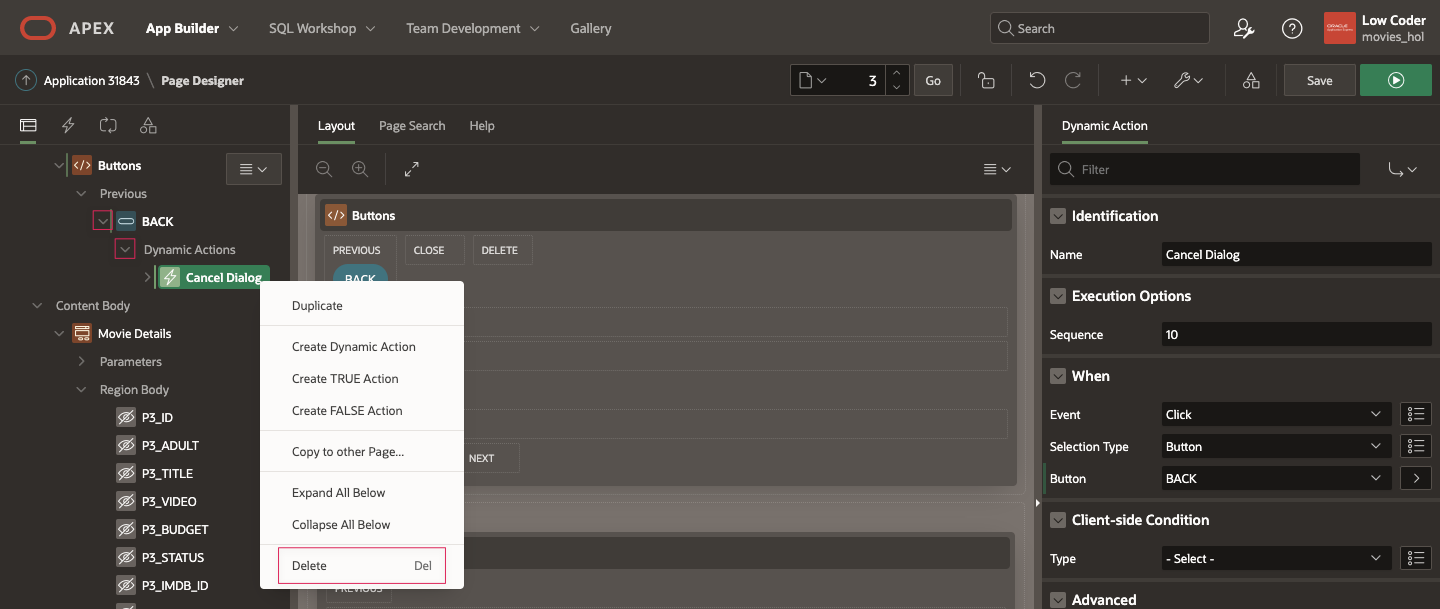 APEX App Builder SQL Workshop Team Development Gallery Search Low Coder
movies_hol
Application 31843 \ Page Designer 3 Go Save
Layout Page Search Help Dynamic Action
Buttons
Previous
BACK
Dynamic Actions
Cancel Dialog
Content Body
Movie Details
Parameters
Region Body
P3_ID
P3_ADULT
P3_TITLE
P3_VIDEO
P3_BUDGET
P3_STATUS
P3_IMDB_ID
Duplicate
Create Dynamic Action
Create TRUE Action
Create FALSE Action
Copy to other Page...
Expand All Below
Collapse All Below
Delete Del
Buttons
PREVIOUS CLOSE DELETE
BACK
NEXT
PREVIOUS
Filter
Identification
Name Cancel Dialog
Execution Options
Sequence 10
When
Event Click
Selection Type Button
Button BACK
Client-side Condition
Type - Select -
Advanced